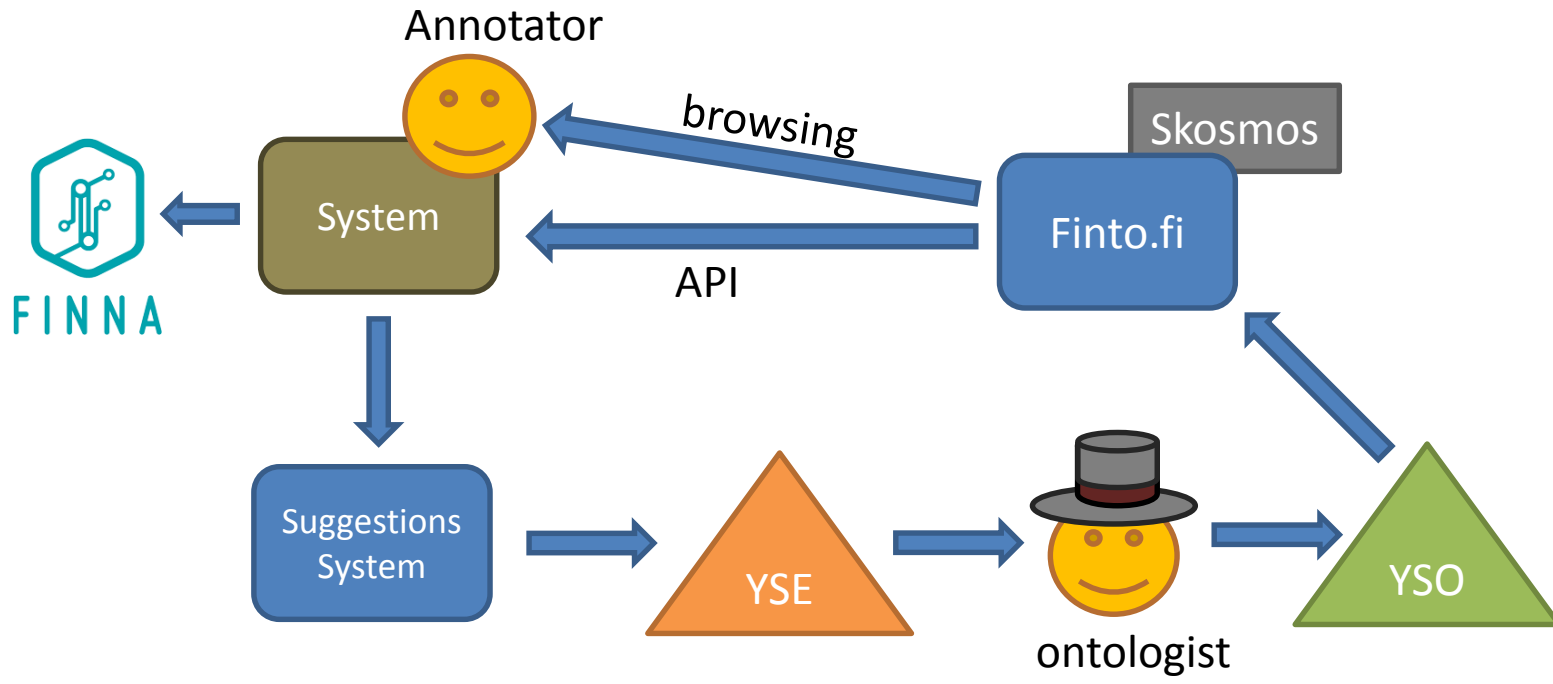 Annotator
browsing
Skosmos
System
Finto.fi
API
FINNA
Suggestions
System
YSE
YSO
ontologist